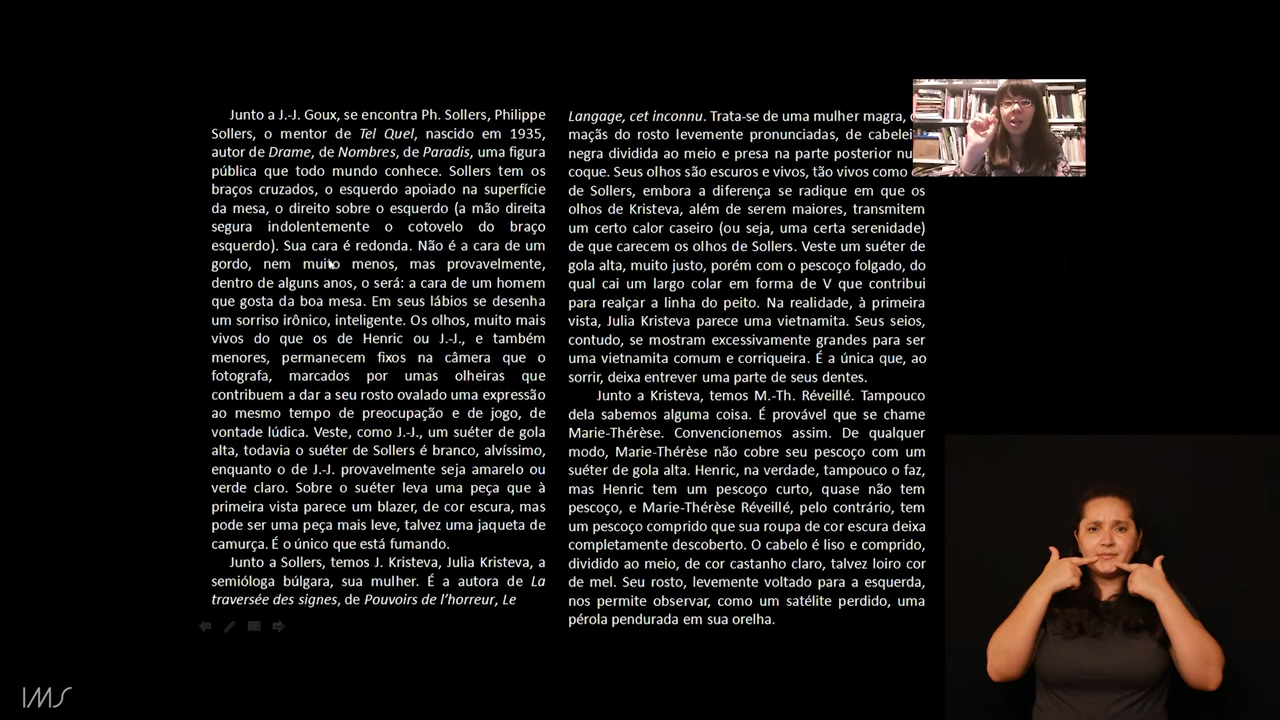 Junto a J.-J. Goux, se encontra Ph. Sollers, Philippe
Sollers, o mentor de Tel Quel, nascido em 1935,
autor de Drame, de Nombres, de Paradis, uma figura
pública que todo mundo conhece. Sollers tem os
braços cruzados, o esquerdo apoiado na superfície
da mesa, o direito sobre o esquerdo (a mão direita
segura indolentemente o cotovelo do braço
esquerdo). Sua cara é redonda. Não é a cara de um
gordo, nem muito menos, mas provavelmente,
dentro de alguns anos, o será: a cara de um homem
que gosta da boa mesa. Em seus lábios se desenha
um sorriso irônico, inteligente. Os olhos, muito mais
vivos do que os de Henric ou J.-J., e também
menores, permanecem fixos na câmera que o
fotografa, marcados por umas olheiras que
contribuem a dar a seu rosto ovalado uma expressão
ao mesmo tempo de preocupação e de jogo, de
vontade lúdica. Veste, como J.-J., um suéter de gola
alta, todavia o suéter de Sollers é branco, alvíssimo,
enquanto o de J.-J. provavelmente seja amarelo ou
verde claro. Sobre o suéter leva uma peça que à
primeira vista parece um blazer, de cor escura, mas
pode ser uma peça mais leve, talvez uma jaqueta de
camurça. É o único que está fumando.
Junto a Sollers, temos J. Kristeva, Julia Kristeva, a
semióloga búlgara, sua mulher. É a autora de La
traversée des signes, de Pouvoirs de l'horreur, Le
Langage, cet inconnu. Trata-se de uma mulher magra,
maçãs do rosto levemente pronunciadas, de
negra dividida ao meio e presa na parte posterior
coque. Seus olhos são escuros e vivos, tão vivos como
de Sollers, embora a diferença se radique em que os
olhos de Kristeva, além de serem maiores, transmitem
um certo calor caseiro (ou seja, uma certa serenidade)
de que carecem os olhos de Sollers. Veste um suéter de
gola alta, muito justo, porém com o pescoço folgado, do
qual cai um largo colar em forma de V que contribui
para realçar a linha do peito. Na realidade, à primeira
vista, Julia Kristeva parece uma vietnamita. Seus seios,
contudo, se mostram excessivamente grandes para ser
uma vietnamita comum e corriqueira. É a única que, ao
sorrir, deixa entrever uma parte de seus dentes.
Junto a Kristeva, temos M.-Th. Réveillé. Tampouco
dela sabemos alguma coisa. É provável que se chame
Marie-Thérèse. Convencionemos assim. De qualquer
modo, Marie-Thérèse não cobre seu pescoço com um
suéter de gola alta. Henric, na verdade, tampouco o faz,
mas Henric tem um pescoço curto, quase não tem
pescoço, e Marie-Thérèse Réveillé, pelo contrário, tem
um pescoço comprido que sua roupa de cor escura deixa
completamente descoberto. O cabelo é liso e comprido,
dividido ao meio, de cor castanho claro, talvez loiro cor
de mel. Seu rosto, levemente voltado para a esquerda,
nos permite observar, como um satélite perdido, uma
pérola pendurada em sua orelha.
IMS